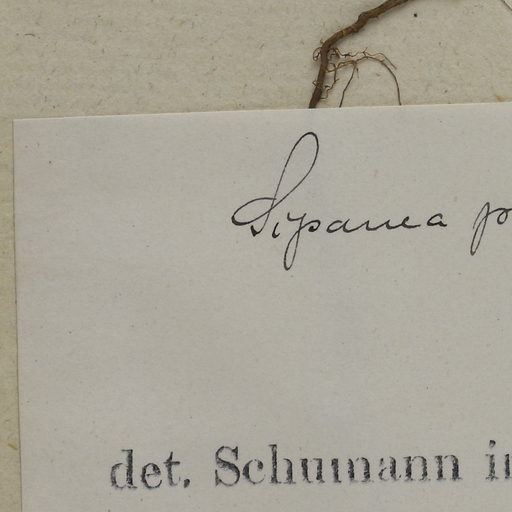 Sipanea p
det. Schumann i